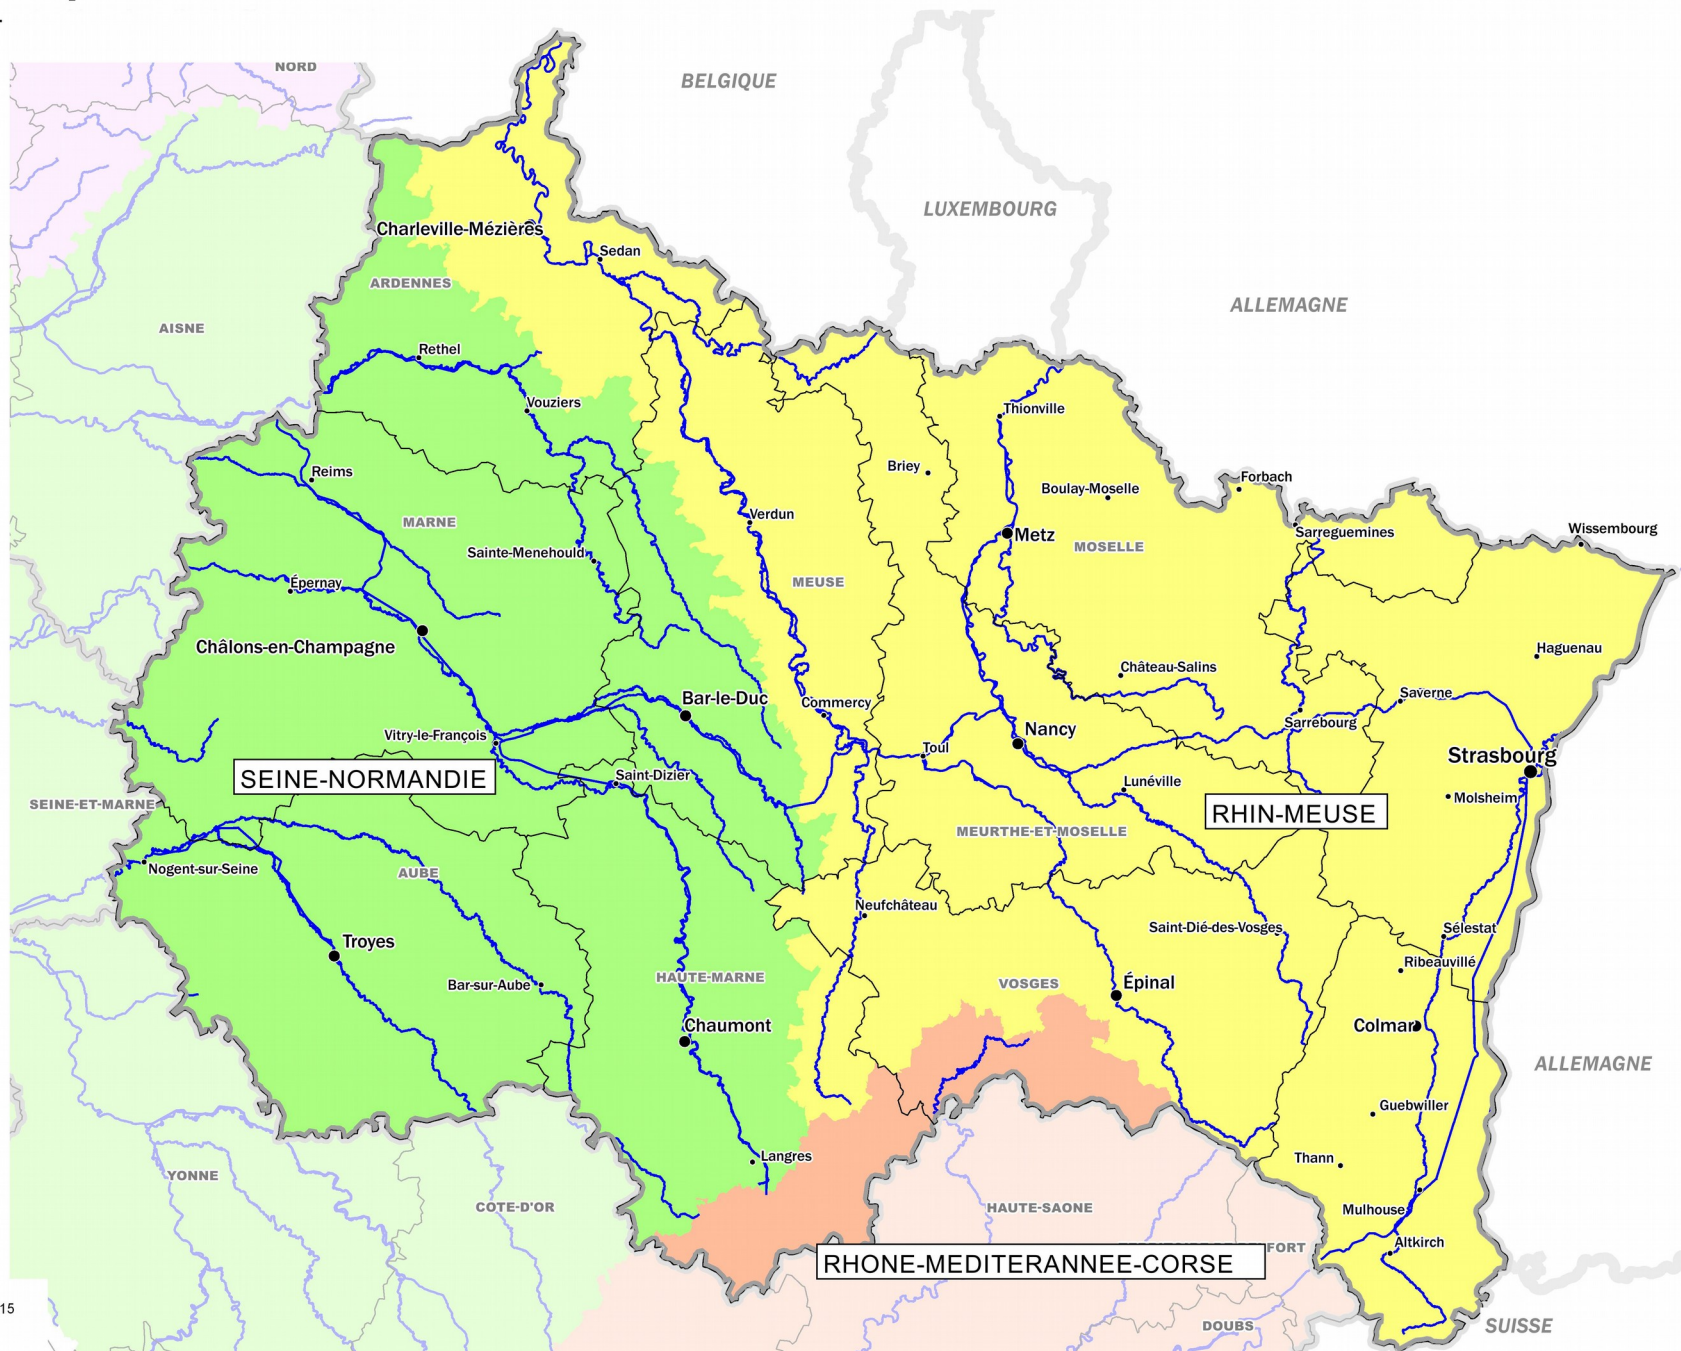 NORD
BELGIQUE
LUXEMBOURG
Charleville-Mézières
Sedan
ARDENNES
ALLEMAGNE
AISNE
Rethel
Vouziers
Thionville
Reims
Briey
Boulay-Moselle
Forbach
MARNE
Verdun
Metz
MOSELLE
Sarreguemines
Wissembourg
Sainte-Menehould
Épernay
MEUSE
Châlons-en-Champagne
Haguenau
Château-Salins
Bar-le-Duc
Commercy
Saverne
Vitry-le-François
Nancy
Sarrebourg
Toul
Strasbourg
SEINE-NORMANDIE
Saint-Dizier
Lunéville
SEINE-ET-MARNE
Molsheim
RHIN-MEUSE
MEURTHE-ET-MOSELLE
Nogent-sur-Seine
AUBE
Neufchâteau
Troyes
Saint-Dié-des-Vosges
Sélestat
Ribeauvillé
HAUTE-MARNE
Bar-sur-Aube
VOSGES
Épinal
Chaumont
Colmar
ALLEMAGNE
Guebwiller
Langres
Thann
YONNE
COTE-D'OR
HAUTE-SAONE
Mulhouse
Altkirch
FORT
RHONE-MEDITERANNEE-CORSE
15
DOUBS
SUISSE